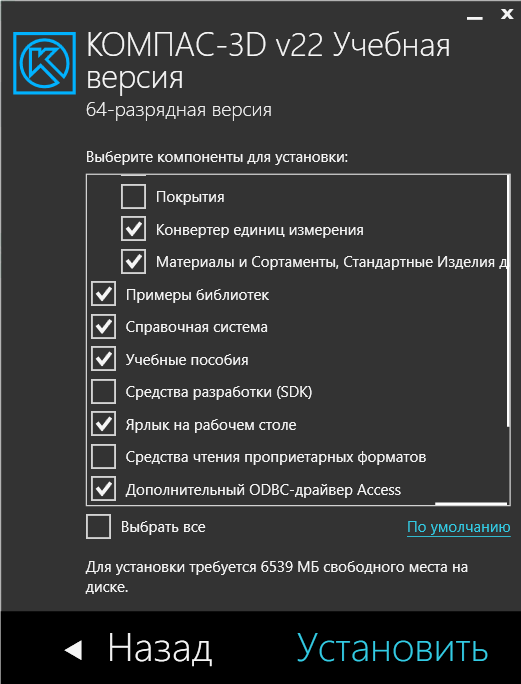 КОМПАС-3D v22 Учебная
версия
64-разрядная версия
Выберите компоненты для установки:
Покрытия
Конвертер единиц измерения
Материалы и Сортаменты, Стандартные Изделия д
Примеры библиотек
Справочная система
Учебные пособия
Средства разработки (SDK)
Ярлык на рабочем столе
Средства чтения проприетарных форматов
Дополнительный ODBC-драйвер Access
Выбрать все
По умолчанию
Для установки требуется 6539 МБ свободного места на
диске.
Назад
Установить